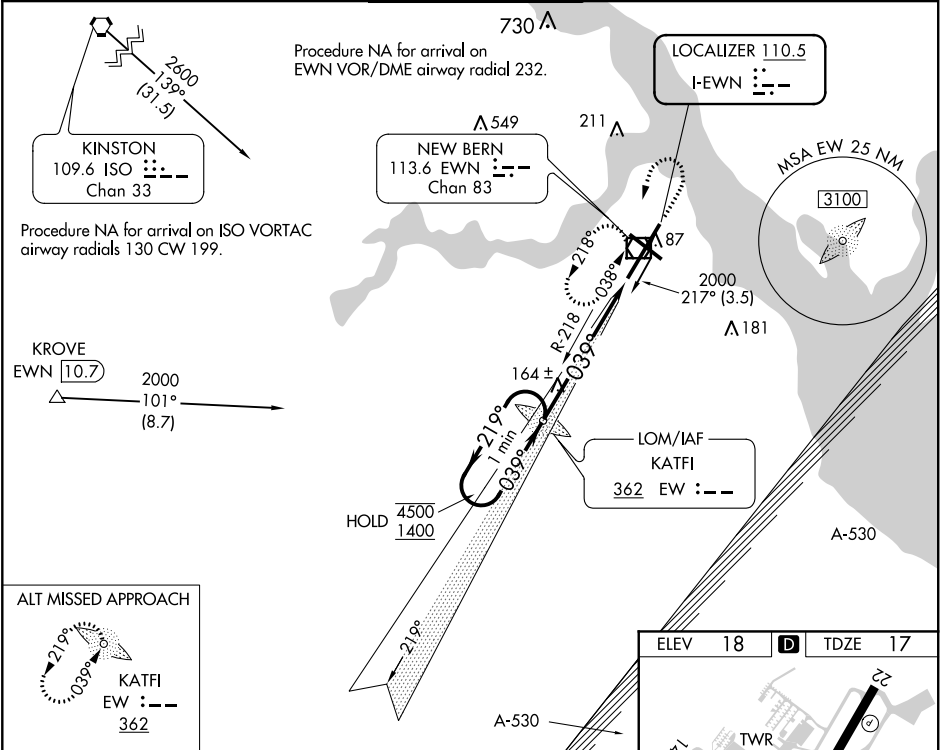 730
Procedure NA for arrival on
EWN VOR/DME airway radial 232.
LOCALIZER 110.5
I-EWN
2600
139°
(31.5)
KINSTON
109.6 ISO
Chan 33
549
211
NEW BERN
113.6 EWN
Chan 83
MSA EW 25 NM
3100
Procedure NA for arrival on ISO VORTAC
airway radials 130 CW 199.
218°
038°
87
2000
217° (3.5)
181
R-218
039°
KROVE
EWN 10.7
2000
101°
(8.7)
164 ±
219°
1 min
039°
LOM/IAF
KATFI
362 EW
HOLD 4500
1400
A-530
219°
ALT MISSED APPROACH
219°
039°
KATFI
EW
362
A-530
ELEV 18 D TDZE 17
22
P
TWR